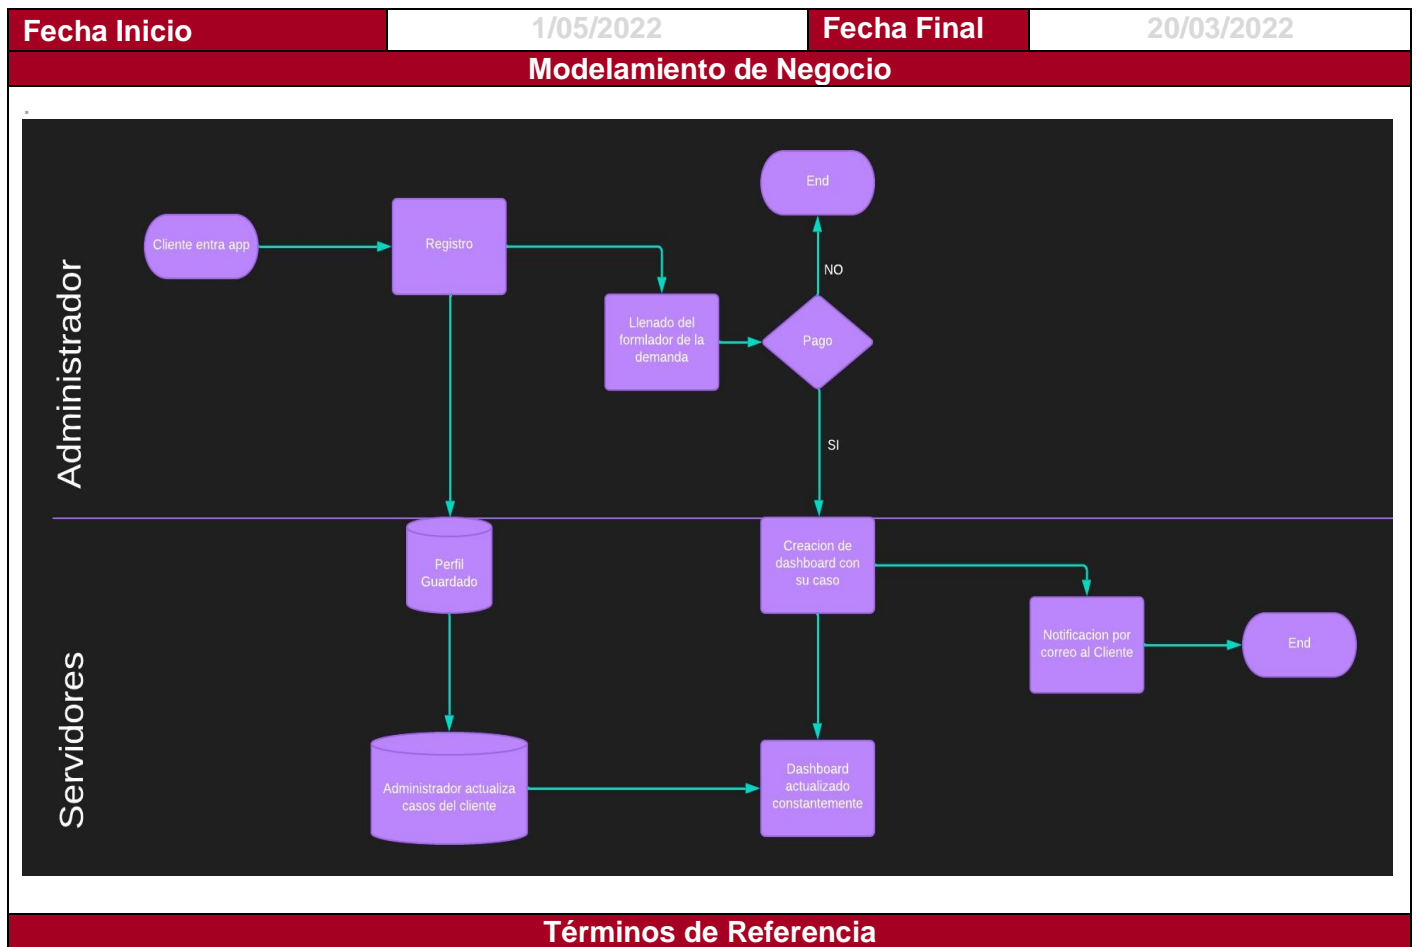 Fecha Inicio 1/05/2022 Fecha Final 20/03/2022
Modelamiento de Negocio
.
Administrador
Cliente entra app
Registro
Llenado del
formlador de la
demanda
Pago
NO
End
SI
Servidores
Perfil
Guardado
Administrador actualiza
casos del cliente
Creacion de
dashboard con
su caso
Dashboard
actualizado
constantemente
Notificacion por
correo al Cliente
End
Términos de Referencia